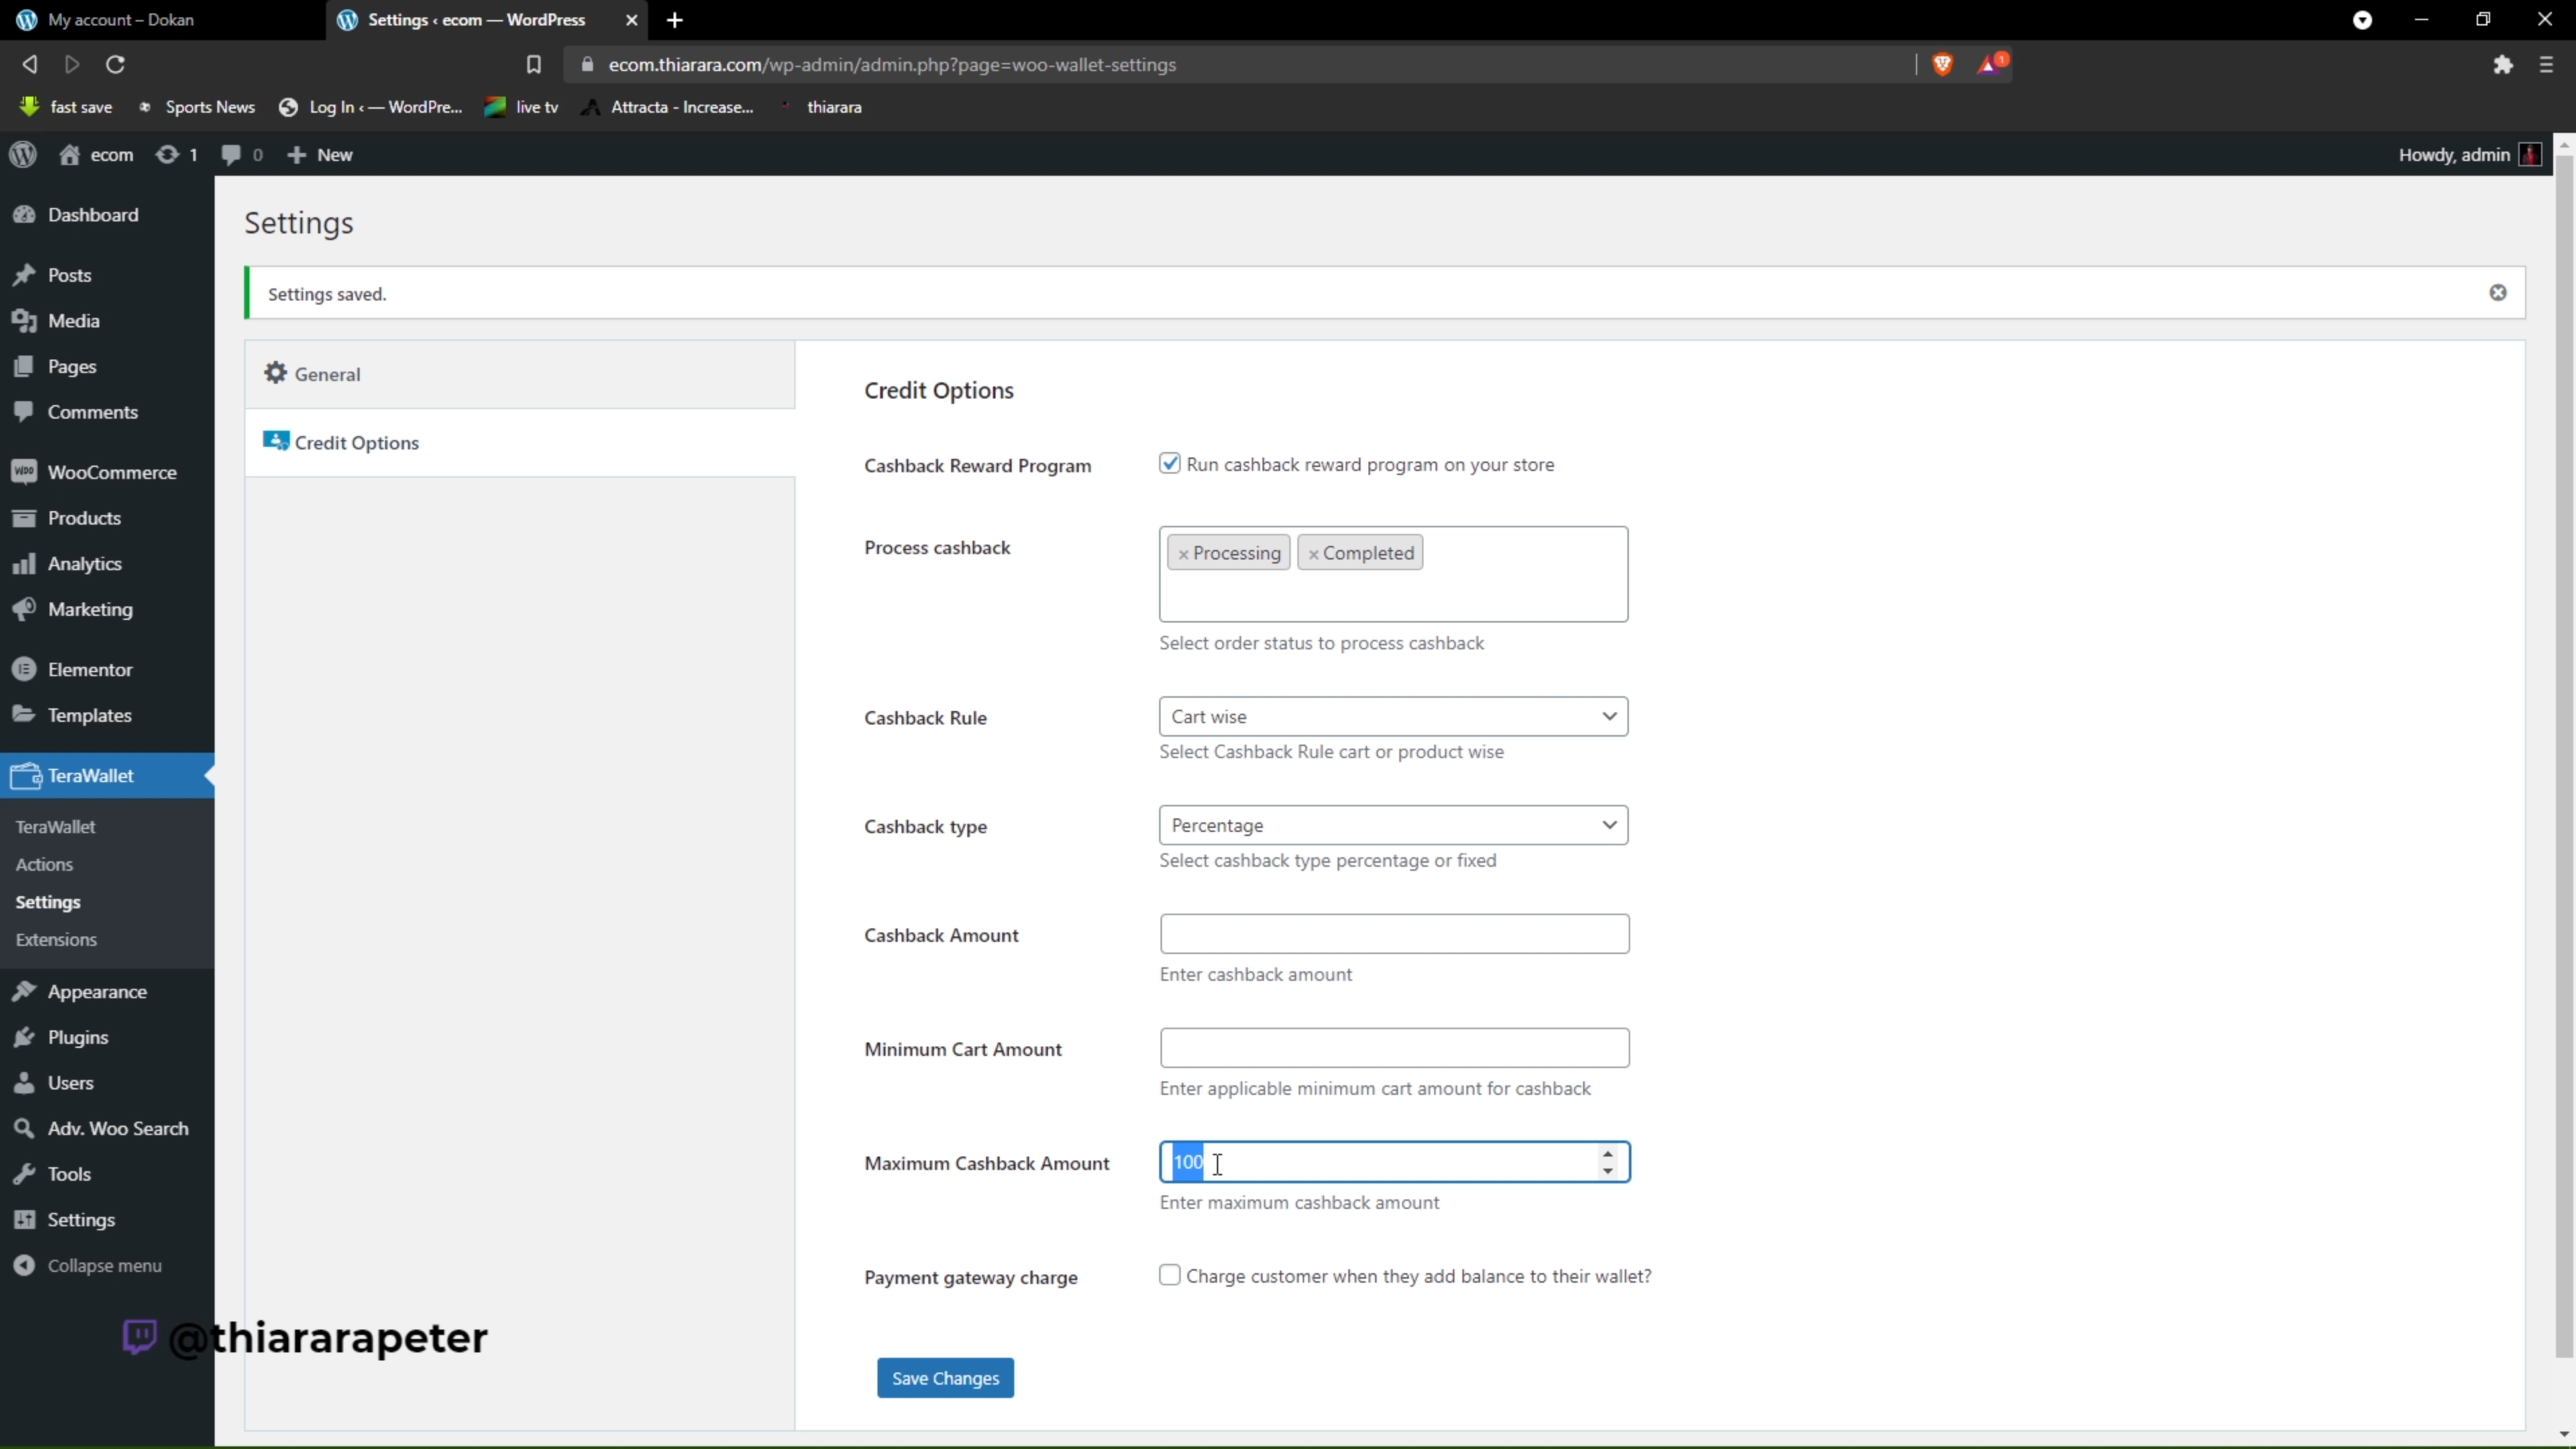 My account – Dokan
Settings ‹ ecom — WordPress
ecom.thiarara.com/wp-admin/admin.php?page=woo-wallet-settings
1
fast save
Sports News
Log In ‹ — WordPre...
live tv
Attracta - Increase...
thiarara
ecom
1
0
New
Howdy, admin
Dashboard
Posts
Media
Pages
Comments
WooCommerce
Products
Analytics
Marketing
Elementor
Templates
TeraWallet
TeraWallet
Actions
Settings
Extensions
Appearance
Plugins
Users
Adv. Woo Search
Tools
Settings
Collapse menu
Settings
Settings saved.
General
Credit Options
Credit Options
Cashback Reward Program
Run cashback reward program on your store
Process cashback
× Processing × Completed
Select order status to process cashback
Cashback Rule
Cart wise
Select Cashback Rule cart or product wise
Cashback type
Percentage
Select cashback type percentage or fixed
Cashback Amount
Enter cashback amount
Minimum Cart Amount
Enter applicable minimum cart amount for cashback
Maximum Cashback Amount
100
Enter maximum cashback amount
Payment gateway charge
Charge customer when they add balance to their wallet?
Save Changes
@thiararapeter